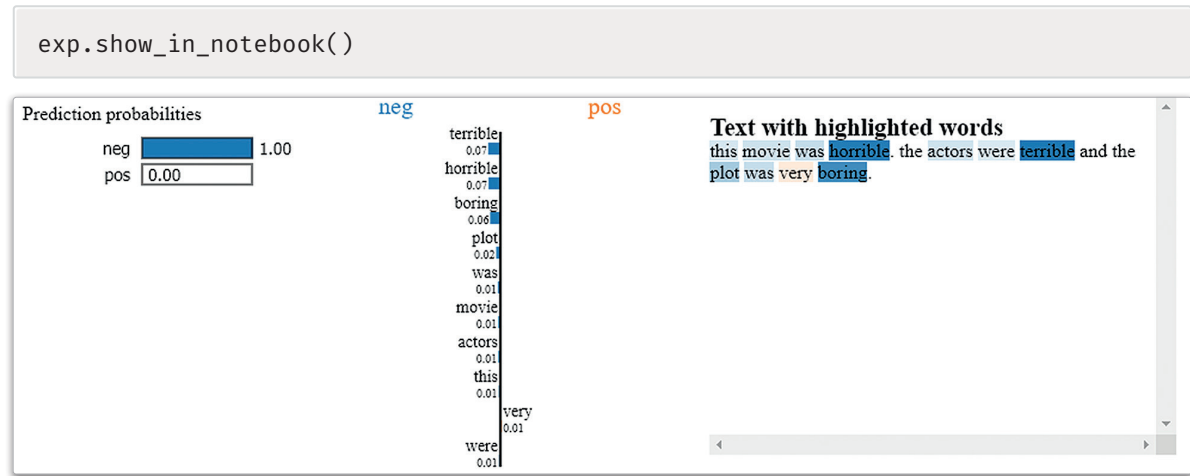 exp.show_in_notebook()
Prediction probabilities
neg 1.00
pos 0.00
neg pos
terrible
0.07
horrible
0.07
boring
0.06
plot
0.02
was
0.01
movie
0.01
actors
0.01
this
0.01
very
0.01
were
0.01
Text with highlighted words
this movie was horrible. the actors were terrible and the
plot was very boring.